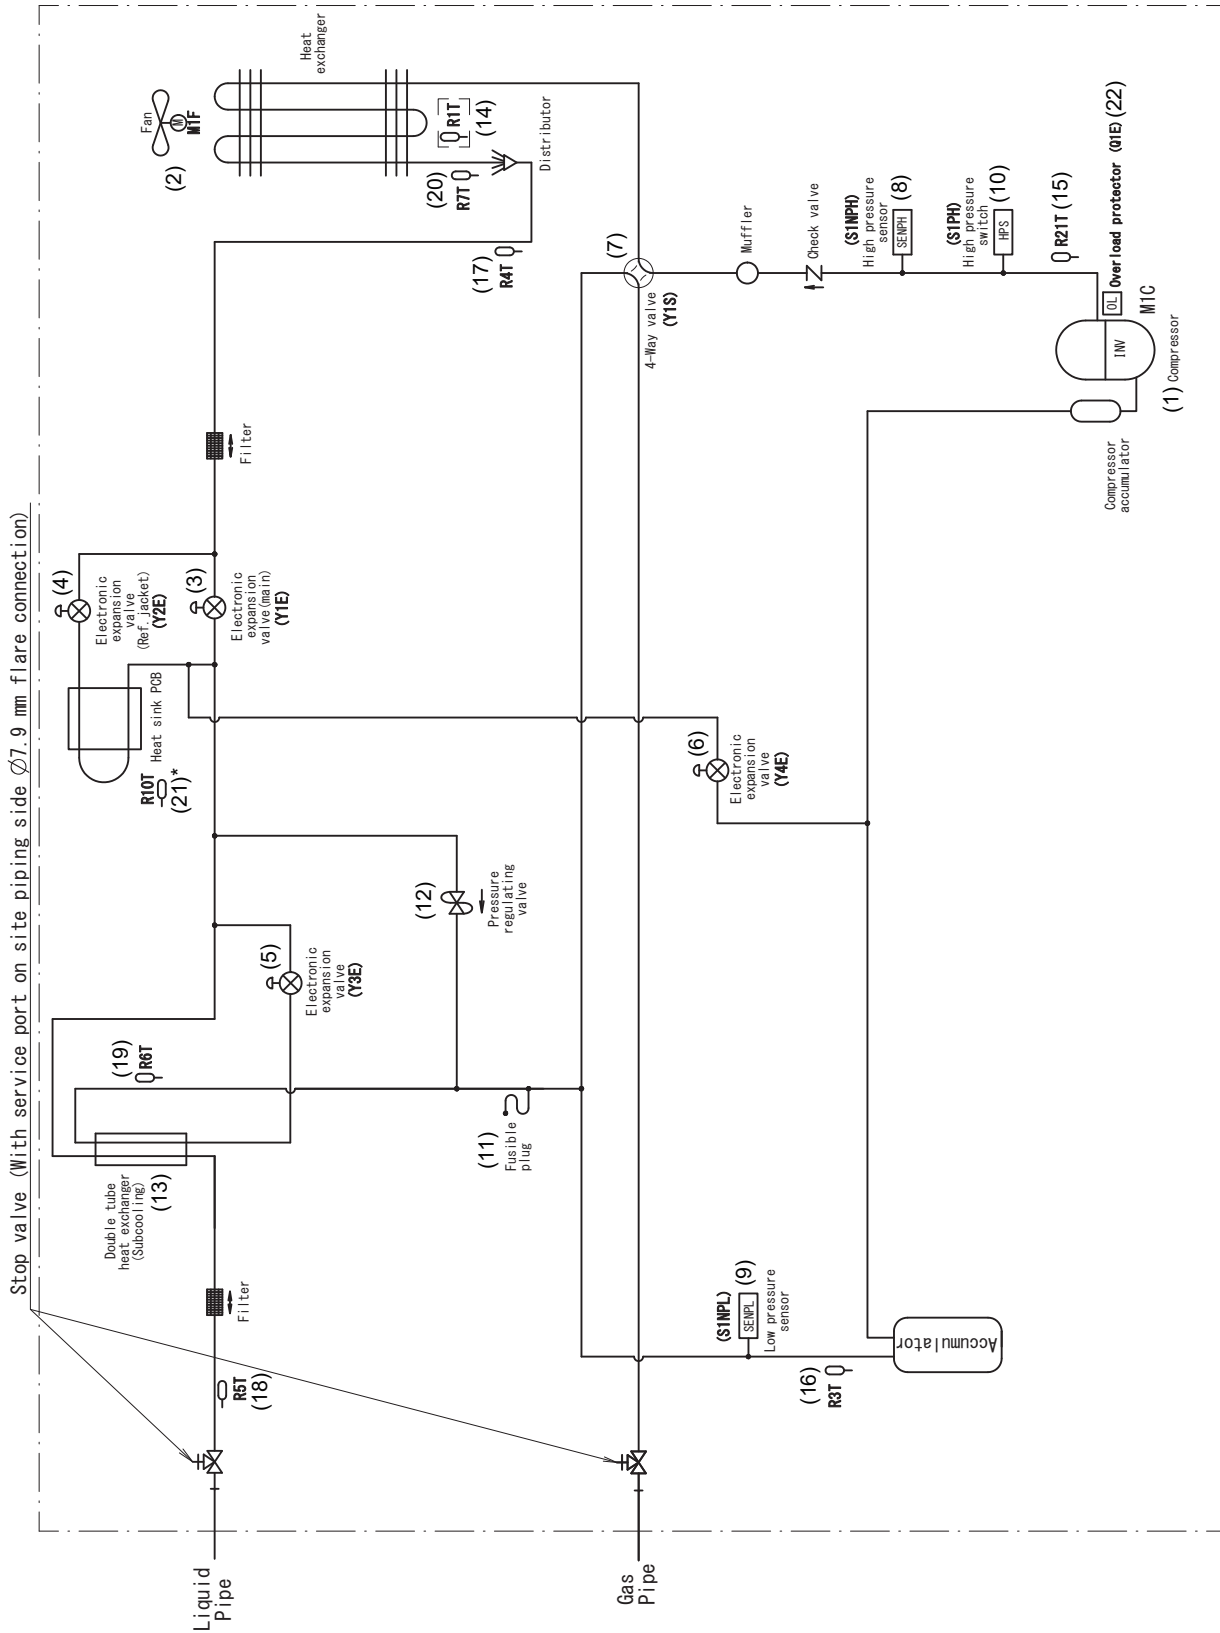 Stop valve (With service port on site piping side ∅7.9 mm flare connection)
Fan
M
M1F
(2)
Heat
exchanger
R1T
(14)
(20)
R7T
Distributor
(17)
R4T
Filter
(4)
Electronic
expansion
valve
(Ref. jacket)
(Y2E)
(3)
Electronic
expansion
valve(main)
(Y1E)
Heat sink PCB
R10T
(21)*
(5)
Electronic
expansion
valve
(Y3E)
(12)
Pressure
regulating
valve
(6)
Electronic
expansion
valve
(Y4E)
(19)
R6T
(11)
Fusible
plug
Double tube
heat exchanger
(Subcooling)
(13)
Filter
R5T
(18)
Liquid
Pipe
Gas
Pipe
(7)
4-Way valve
(Y1S)
Muffler
Check valve
(S1NPH)
High pressure
sensor
SENPH
(8)
(S1PH)
High pressure
switch
HPS
(10)
R21T (15)
OL
Overload protector (Q1E) (22)
M1C
INV
(1) Compressor
Compressor
accumulator
(S1NPL)
SENPL
(9)
Low pressure
sensor
(16)
R3T
Accumulator